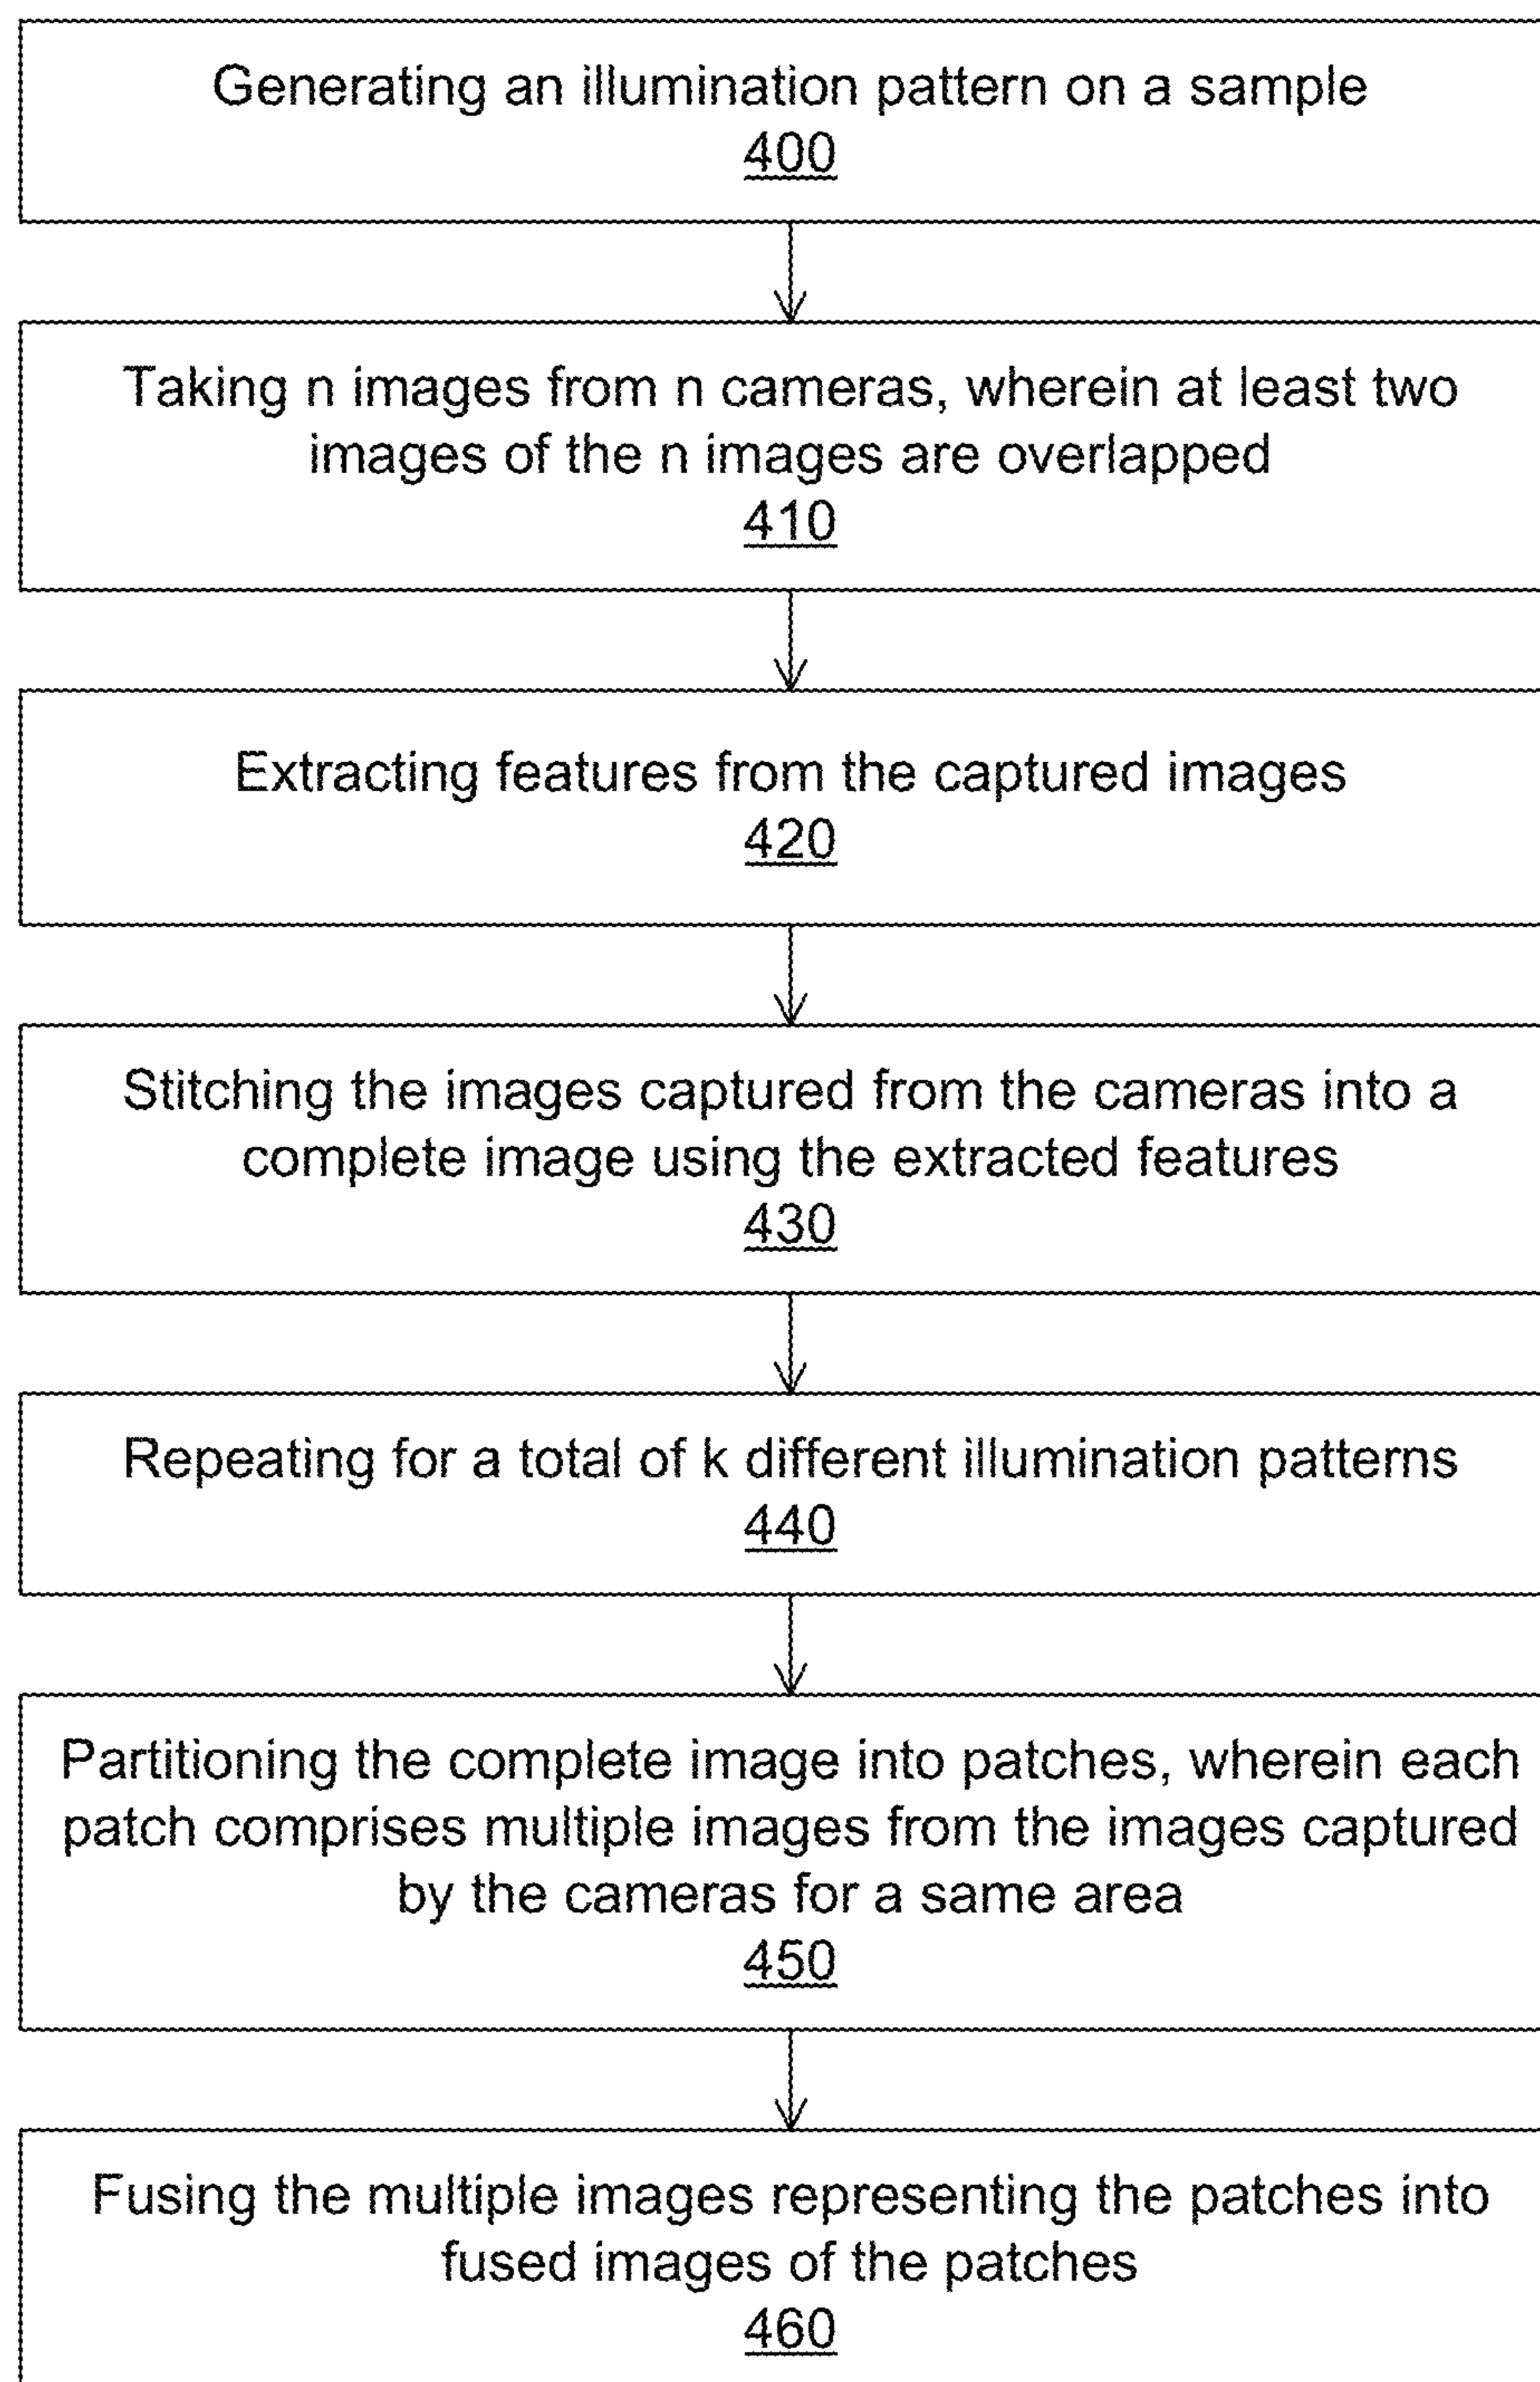 Generating an illumination pattern on a sample
400
Taking n images from n cameras, wherein at least two
images of the n images are overlapped
410
Extracting features from the captured images
420
Stitching the images captured from the cameras into a
complete image using the extracted features
430
Repeating for a total of k different illumination patterns
440
Partitioning the complete image into patches, wherein each
patch comprises multiple images from the images captured
by the cameras for a same area
450
Fusing the multiple images representing the patches into
fused images of the patches
460